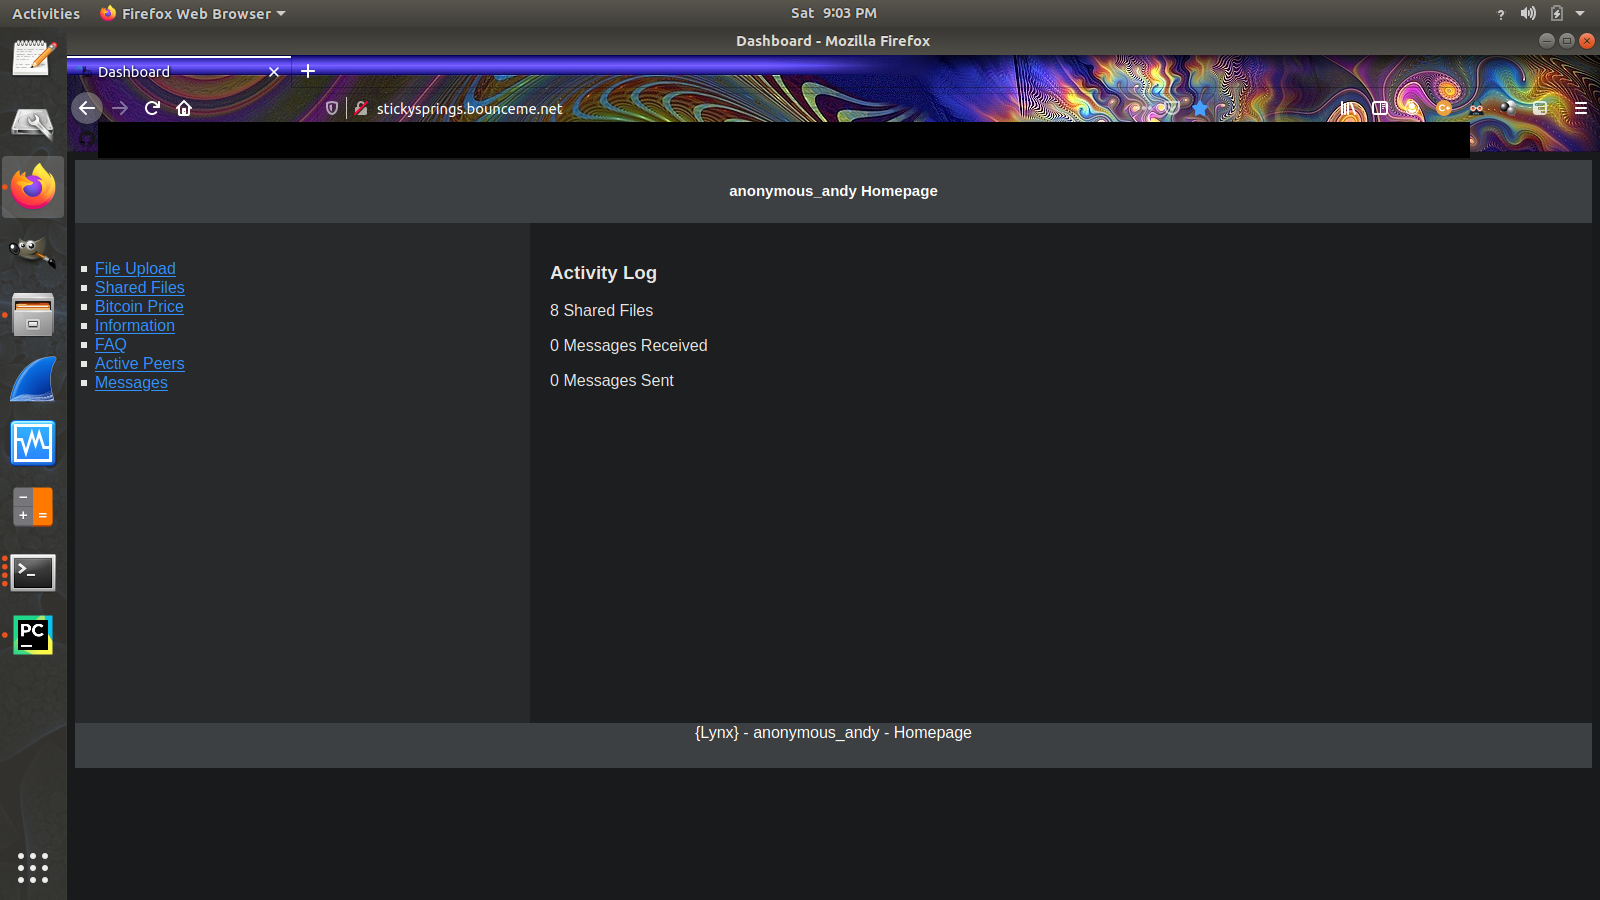 Activities Firefox Web Browser Sat 9:03 PM ?
Dashboard - Mozilla Firefox
Dashboard
stickysprings.bounceme.net
anonymous_andy Homepage
File Upload
Shared Files
Bitcoin Price
Information
FAQ
Active Peers
Messages
Activity Log
8 Shared Files
0 Messages Received
0 Messages Sent
PC
{Lynx} - anonymous_andy - Homepage